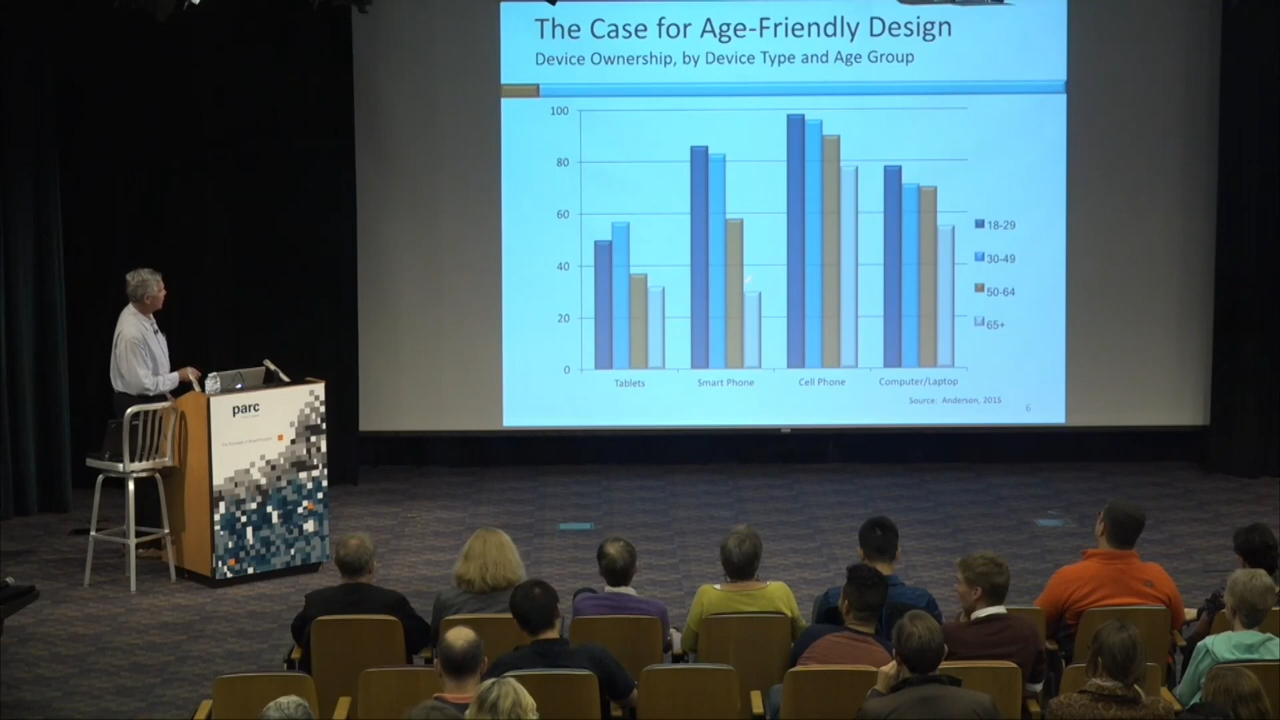 The Case for Age-Friendly Design
Device Ownership, by Device Type and Age Group
100
80
60
40
20
0
18-29
30-49
50-64
65+
Tablets
Smart Phone
Cell Phone
Computer/Laptop
Source: Anderson, 2015
6
parc